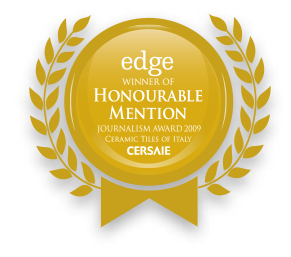 edge
WINNER OF
HONOURABLE
MENTION
JOURNALISM AWARD 2009
CERAMIC TILES OF ITALY
CERSAIE